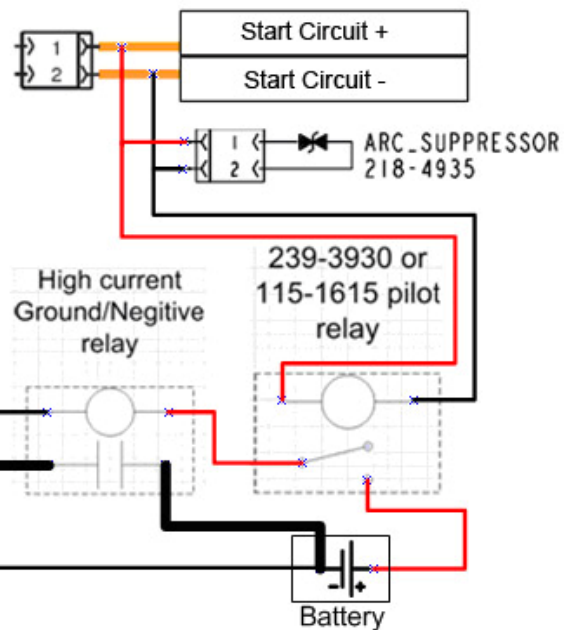 1
2
Start Circuit +
Start Circuit -
1
2
ARC_SUPPRESSOR
218-4935
High current
Ground/Negitive
relay
239-3930 or
115-1615 pilot
relay
- +
Battery